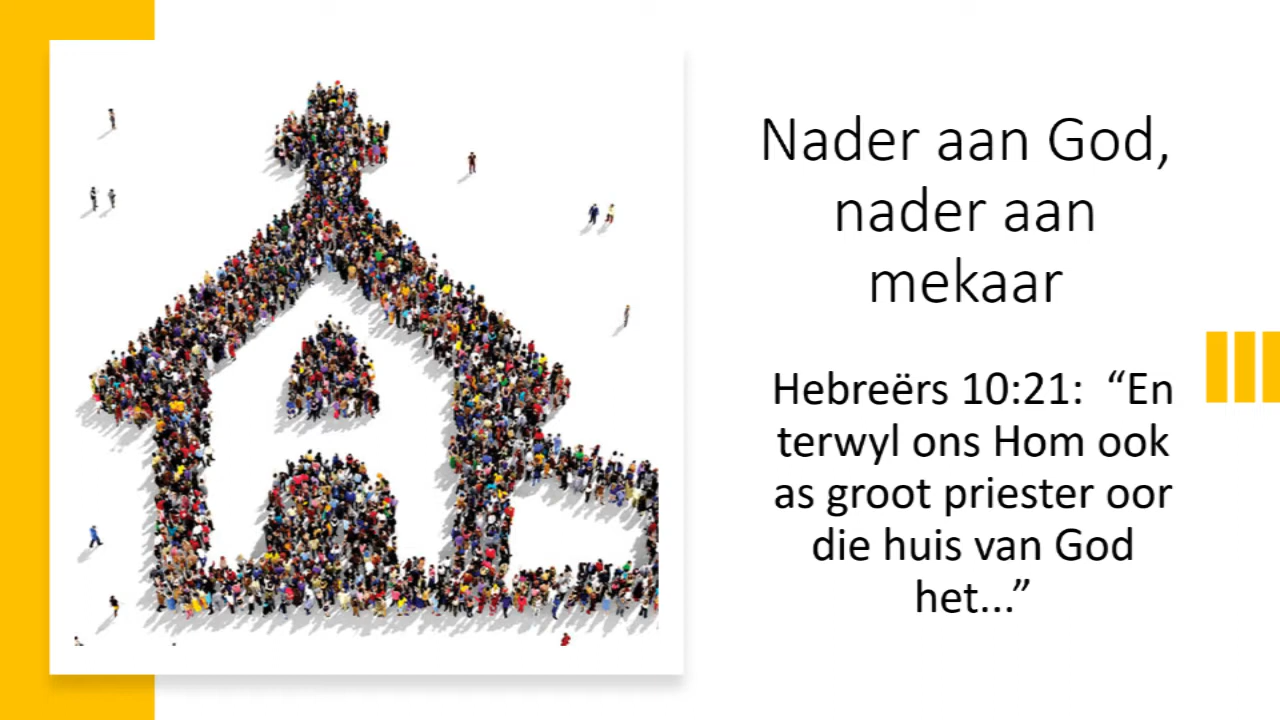 Nader aan God,
nader aan
mekaar
Hebreërs 10:21:  “En
terwyl ons Hom ook
as groot priester oor
die huis van God
het...”